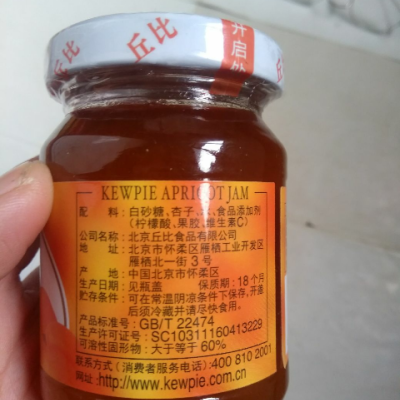 丘比
开启处
丘比
KEWPIE APRICOT JAM
配 料:白砂糖、杏子、水、食品添加剂
(柠檬酸、果胶、维生素C)
公司名称:北京丘比食品有限公司
地 址:北京市怀柔区雁栖工业开发区
雁栖北一街3号
产 地:中国北京市怀柔区
生产日期:见瓶盖 保质期:18个月
贮存条件:可在常温阴凉条件下保存,开盖
后须冷藏并请尽快食用。
产品标准号:GB/T 22474
生产许可证号:SC10311160413229
可溶性固形物:大于等于60%
联系方式(消费者服务电话):400 810 2001
网址:http://www.kewpie.com.cn